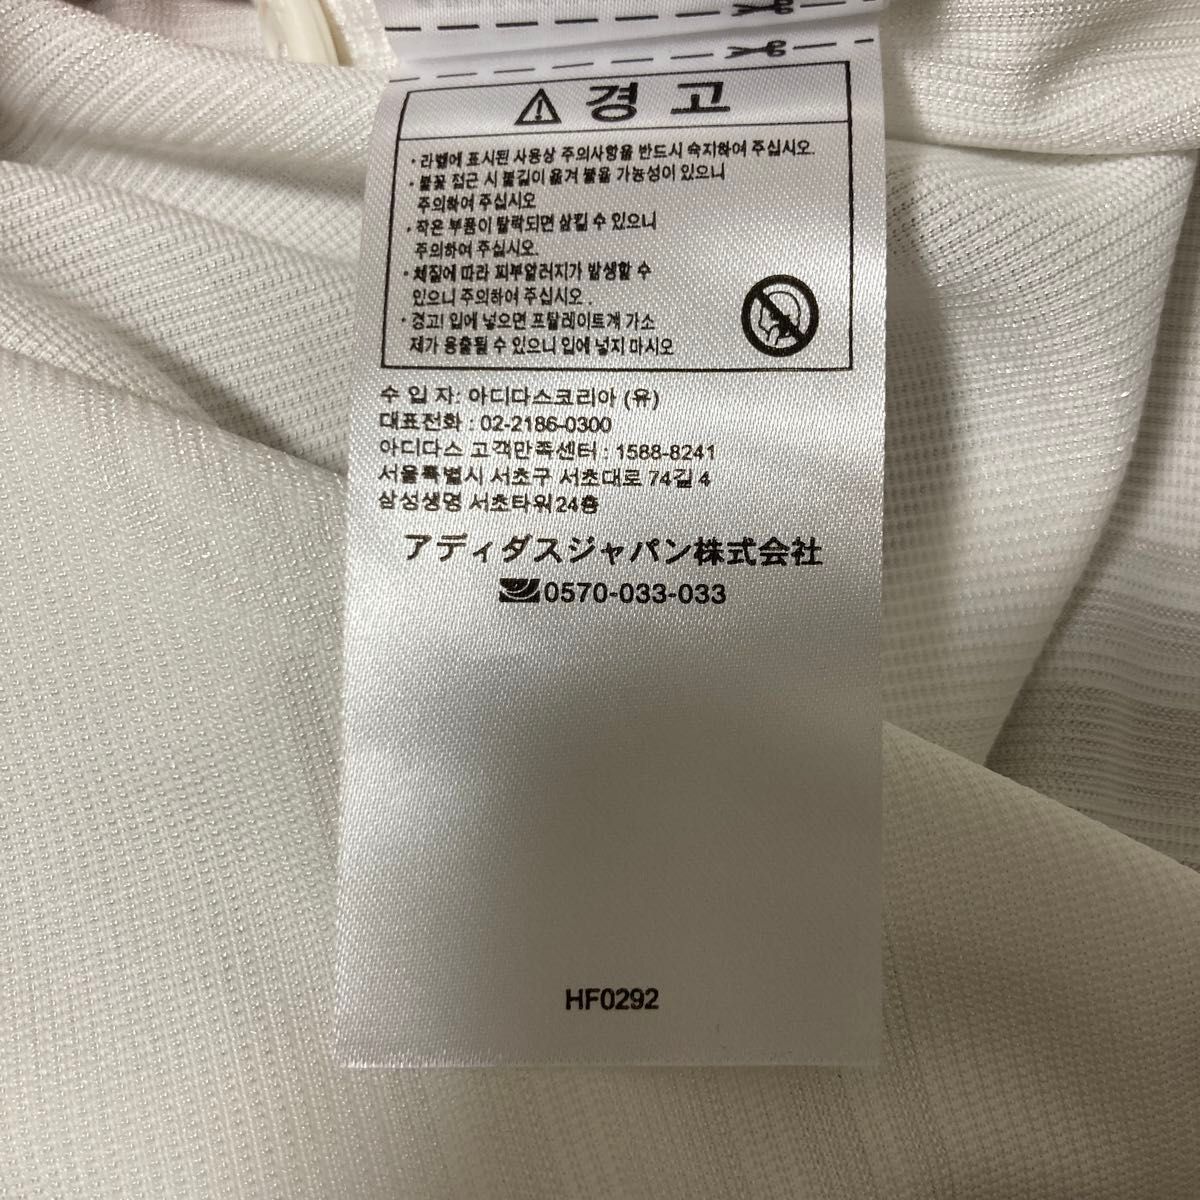 경 고
· 라벨에 표시된 사용상 주의사항을 반드시 숙지하여 주십시오.
· 불꽃 접근 시 불길이 옮겨 붙을 가능성이 있으니
주의하여 주십시오
· 작은 부품이 탈락되면 삼킬 수 있으니
주의하여 주십시오.
· 체질에 따라 피부알러지가 발생할 수
있으니 주의하여 주십시오 .
· 경고! 입에 넣으면 프탈레이트계 가소
제가 용출될 수 있으니 입에 넣지 마시오
수 입 자: 아디다스코리아 (유)
대표전화 : 02-2186-0300
아디다스 고객만족센터 : 1588-8241
서울특별시 서초구 서초대로 74길 4
삼성생명 서초타워24층
アディダスジャパン株式会社
0570-033-033
HF0292